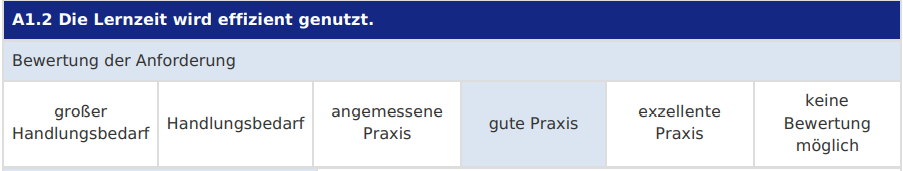 A1.2 Die Lernzeit wird effizient genutzt.
Bewertung der Anforderung
großer
Handlungsbedarf
Handlungsbedarf
angemessene
Praxis
gute Praxis
exzellente
Praxis
keine
Bewertung
möglich